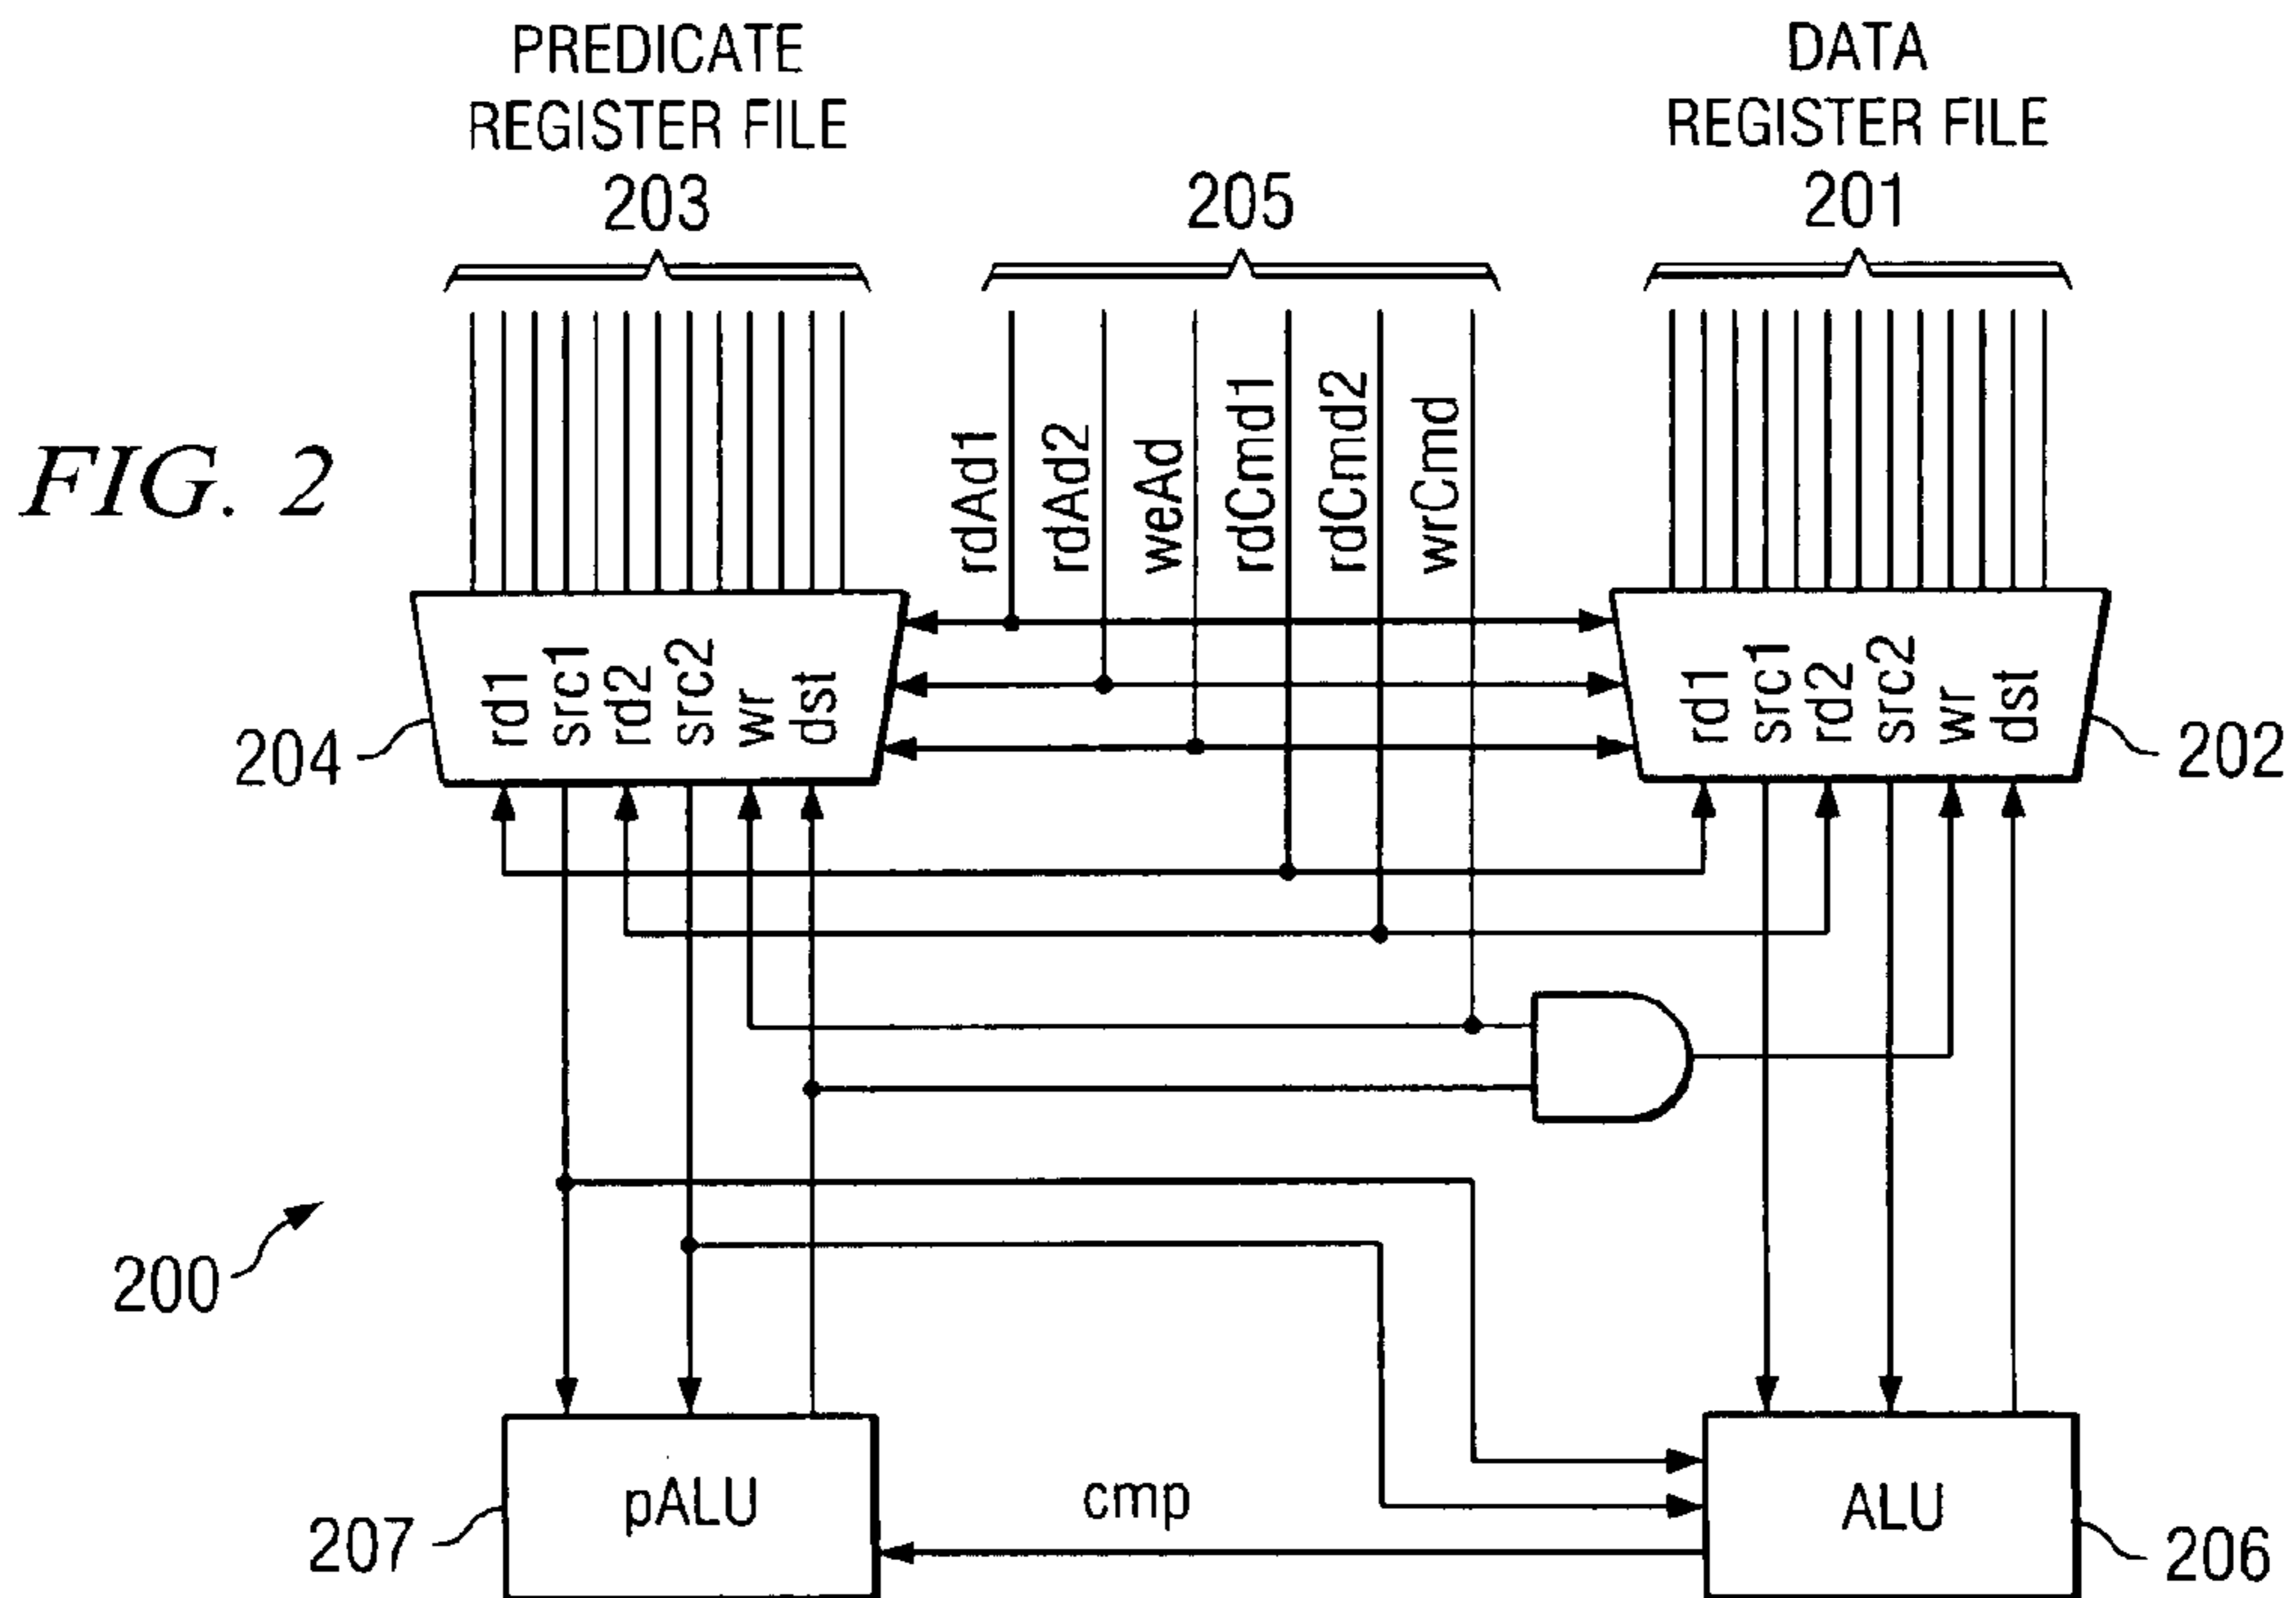 PREDICATE
REGISTER FILE
203
205
DATA
REGISTER FILE
201
FIG. 2
rdAd1
rdAd2
weAd
rdCmd1
rdCmd2
wrCmd
rd1
src1
rd2
src2
wr
dst
204
rd1
src1
rd2
src2
wr
dst
202
200
pALU
207
cmp
ALU
206